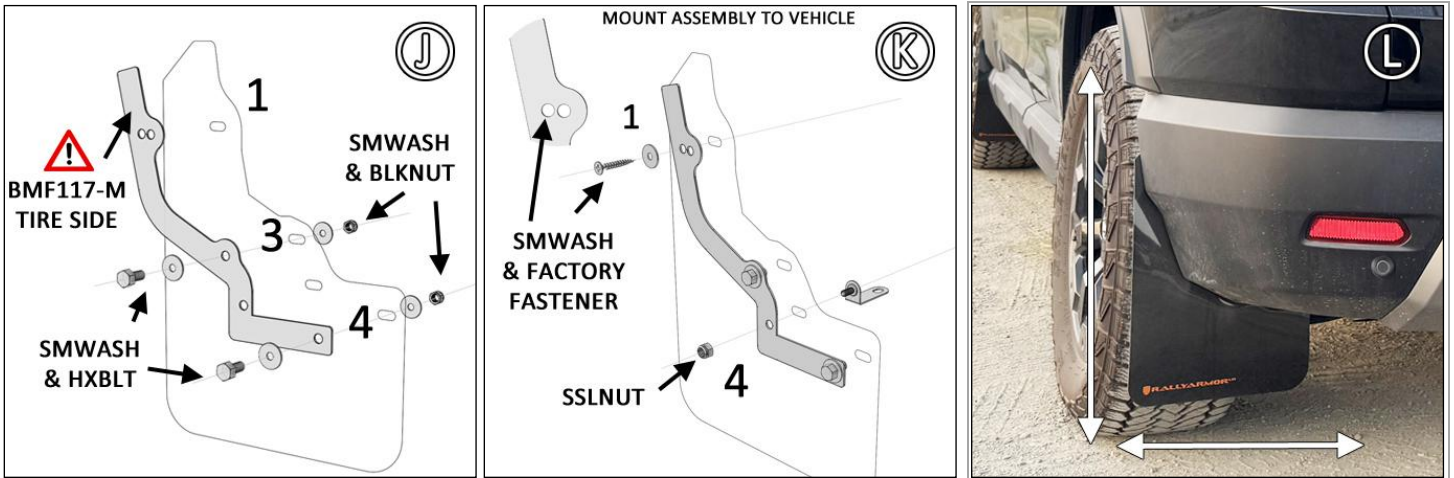 J
1
BMF117-M
TIRE SIDE
SMWASH
& BLKNUT
3
4
SMWASH
& HXBLT
MOUNT ASSEMBLY TO VEHICLE
K
1
SMWASH
& FACTORY
FASTENER
SSLNUT
4
L
RALLYARMOR